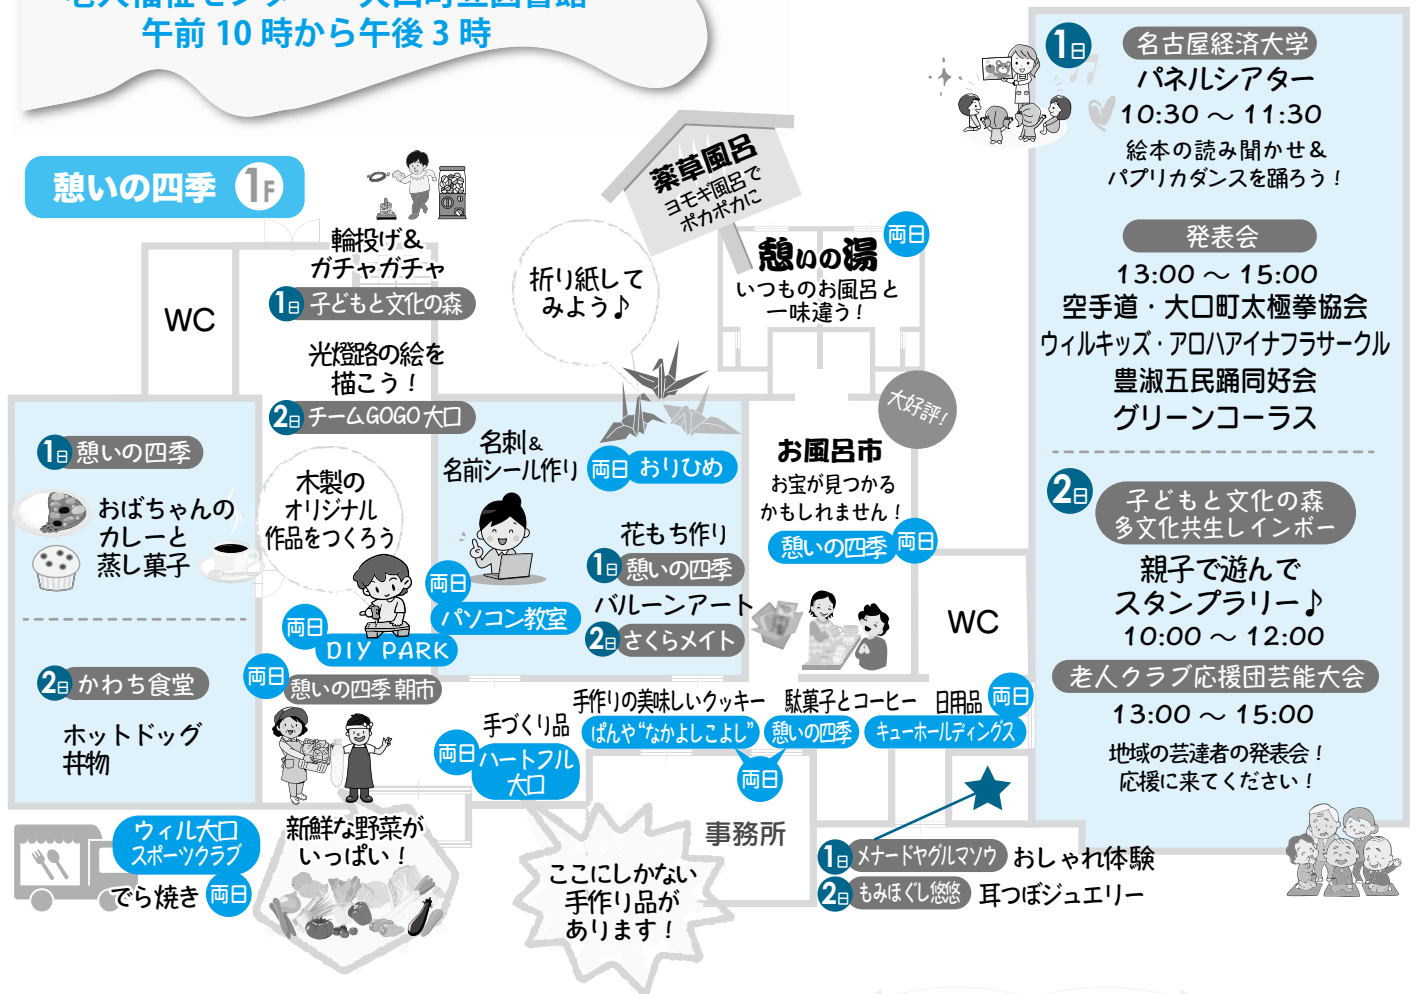 午前 10 時から午後 3 時
憩いの四季 1F
輪投げ＆
ガチャガチャ
1日 子どもと文化の森
光燈路の絵を
描こう！
2日 チームGOGO大口
WC
折り紙して
みよう♪
薬草風呂
ヨモギ風呂で
ポカポカに
憩いの湯
両日
いつものお風呂と
一味違う！
1日 憩いの四季
おばちゃんの
カレーと
蒸し菓子
2日 かわち食堂
ホットドッグ
丼物
木製の
オリジナル
作品をつくろう
両日
DIY PARK
名刺&
名前シール作り
両日
パソコン教室
両日 おりひめ
花もち作り
1日 憩いの四季
バルーンアート
2日 さくらメイト
大好評！
お風呂市
お宝が見つかる
かもしれません！
憩いの四季 両日
WC
両日
憩いの四季 朝市
新鮮な野菜が
いっぱい！
手づくり品
両日 ハートフル
大口
ここにしかない
手作り品が
あります！
手作りの美味しいクッキー
ぱんや“なかよしこよし”
駄菓子とコーヒー
憩いの四季
両日
日用品 両日
キューホールディングス
事務所
1日 メナードヤグルマソウ おしゃれ体験
2日 もみほぐし悠悠 耳つぼジュエリー
ウィル大口
スポーツクラブ
でら焼き 両日
1日
名古屋経済大学
パネルシアター
10:30 ～ 11:30
絵本の読み聞かせ＆
パプリカダンスを踊ろう！
発表会
13:00 ～ 15:00
空手道・大口町太極拳協会
ウィルキッズ・アロハアイナフラサークル
豊淑五民踊同好会
グリーンコーラス
2日
子どもと文化の森
多文化共生レインボー
親子で遊んで
スタンプラリー♪
10:00 ～ 12:00
老人クラブ応援団芸能大会
13:00 ～ 15:00
地域の芸達者の発表会！
応援に来てください！